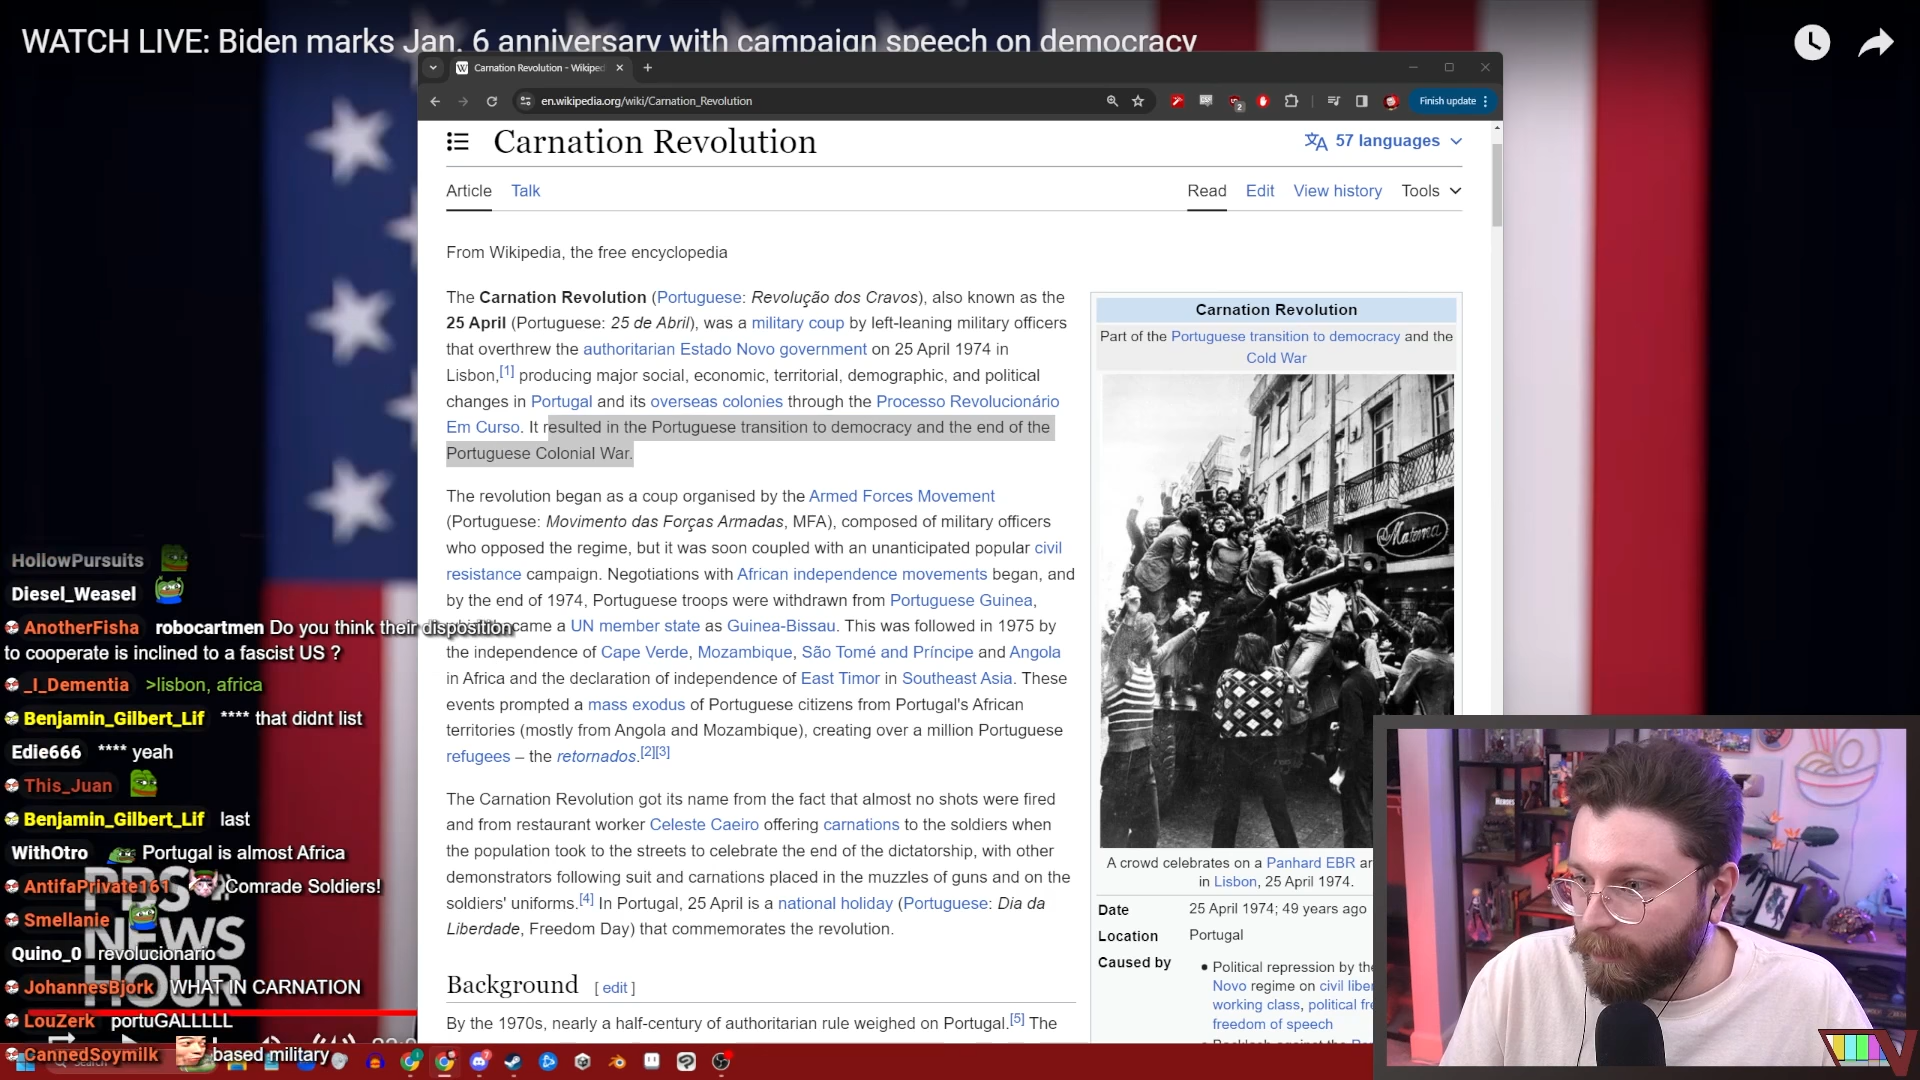 WATCH LIVE: Biden marks Jan. 6 anniversary with campaign speech on democracy
Carnation Revolution - Wikiped
en.wikipedia.org/wiki/Carnation_Revolution
2
Finish update
Carnation Revolution
57 languages
Article Talk
Read Edit View history Tools
From Wikipedia, the free encyclopedia
The Carnation Revolution (Portuguese: Revolução dos Cravos), also known as the
25 April (Portuguese: 25 de Abril), was a military coup by left-leaning military officers
that overthrew the authoritarian Estado Novo government on 25 April 1974 in
Lisbon,[1] producing major social, economic, territorial, demographic, and political
changes in Portugal and its overseas colonies through the Processo Revolucionário
Em Curso. It resulted in the Portuguese transition to democracy and the end of the
Portuguese Colonial War.
The revolution began as a coup organised by the Armed Forces Movement
(Portuguese: Movimento das Forças Armadas, MFA), composed of military officers
who opposed the regime, but it was soon coupled with an unanticipated popular civil
resistance campaign. Negotiations with African independence movements began, and
by the end of 1974, Portuguese troops were withdrawn from Portuguese Guinea,
came a UN member state as Guinea-Bissau. This was followed in 1975 by
the independence of Cape Verde, Mozambique, São Tomé and Príncipe and Angola
in Africa and the declaration of independence of East Timor in Southeast Asia. These
events prompted a mass exodus of Portuguese citizens from Portugal's African
territories (mostly from Angola and Mozambique), creating over a million Portuguese
refugees – the retornados.[2][3]
The Carnation Revolution got its name from the fact that almost no shots were fired
and from restaurant worker Celeste Caeiro offering carnations to the soldiers when
the population took to the streets to celebrate the end of the dictatorship, with other
demonstrators following suit and carnations placed in the muzzles of guns and on the
soldiers' uniforms.[4] In Portugal, 25 April is a national holiday (Portuguese: Dia da
Liberdade, Freedom Day) that commemorates the revolution.
Background [ edit ]
By the 1970s, nearly a half-century of authoritarian rule weighed on Portugal.[5] The
Carnation Revolution
Part of the Portuguese transition to democracy and the
Cold War
A crowd celebrates on a Panhard EBR ar
in Lisbon, 25 April 1974.
Date 25 April 1974; 49 years ago
Location Portugal
Caused by
• Political repression by the
Novo regime on civil liber
working class, political fre
freedom of speech
HollowPursuits
Diesel_Weasel
AnotherFisha robocartmen Do you think their disposition
to cooperate is inclined to a fascist US ?
_I_Dementia >lisbon, africa
Benjamin_Gilbert_Lif **** that didnt list
Edie666 **** yeah
This_Juan
Benjamin_Gilbert_Lif last
WithOtro Portugal is almost Africa
AntifaPrivate161 Comrade Soldiers!
Smellanie
Quino_0 revolucionario
JohannesBjork WHAT IN CARNATION
LouZerk portuGALLLLL
CannedSoymilk based military
PBS
NEWS
HOUR
Search